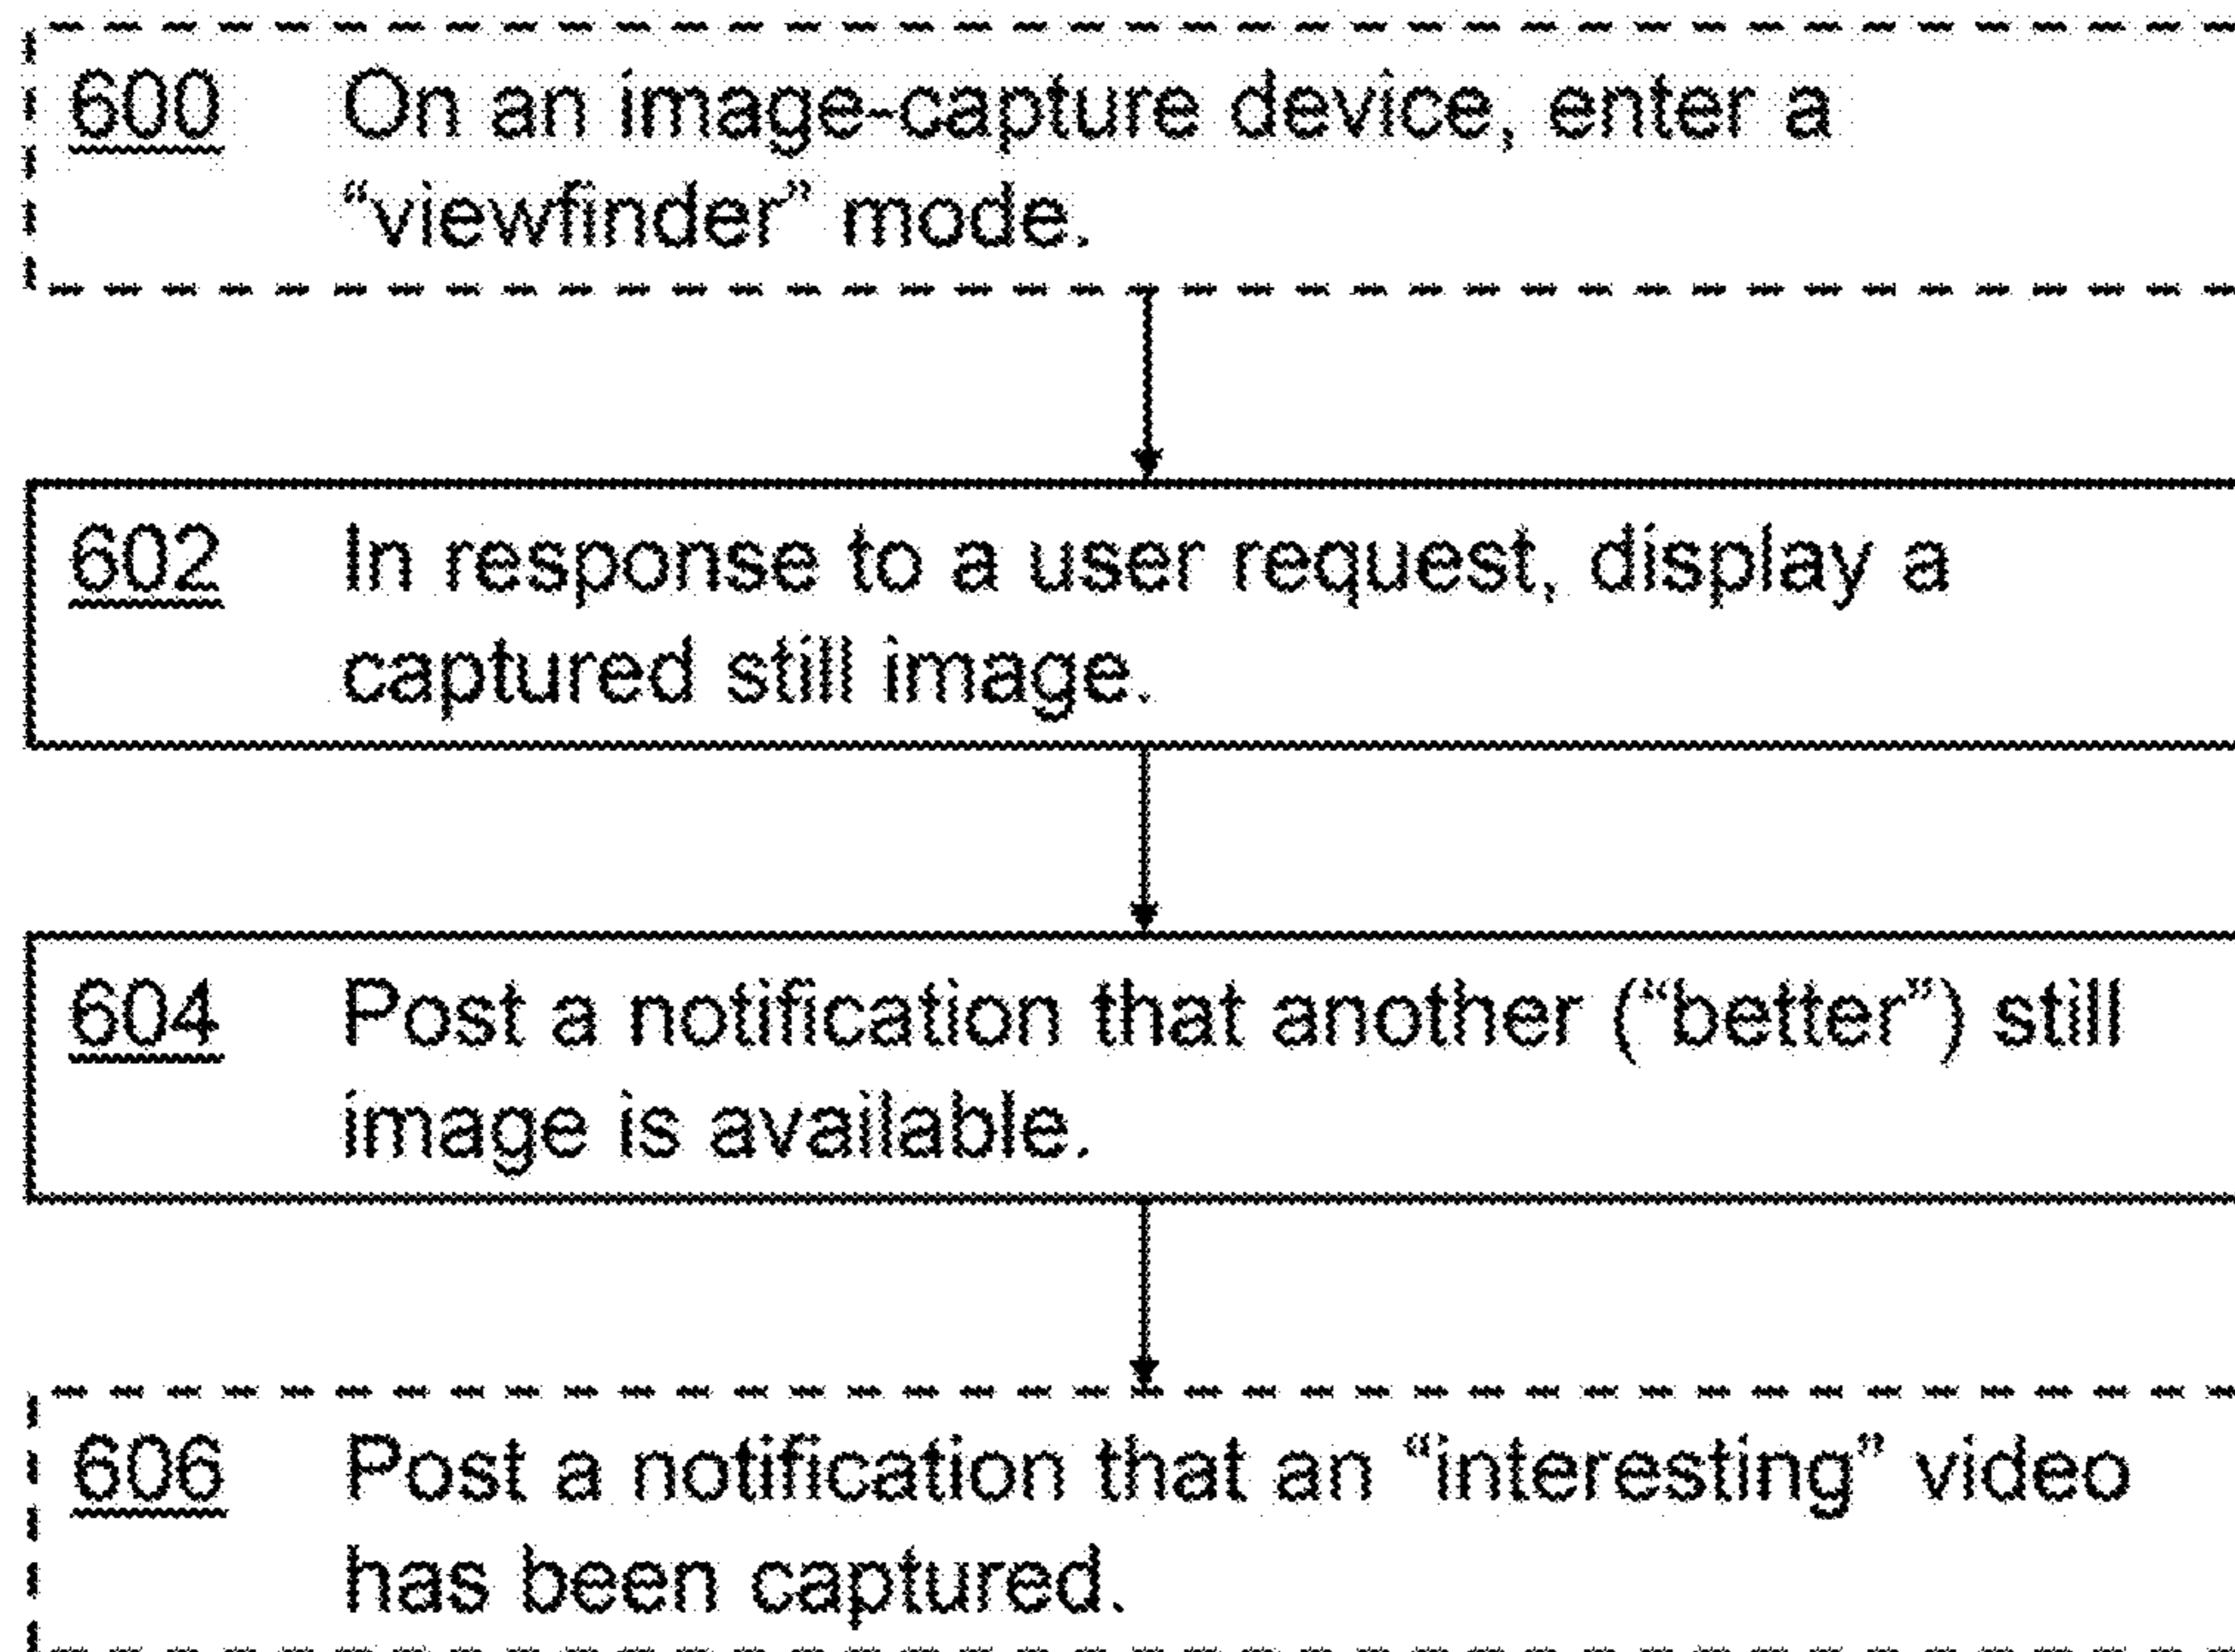 600 On an image-capture device, enter a
“viewfinder” mode.
602 In response to a user request, display a
captured still image.
604 Post a notification that another (“better”) still
image is available.
606 Post a notification that an “interesting” video
has been captured.